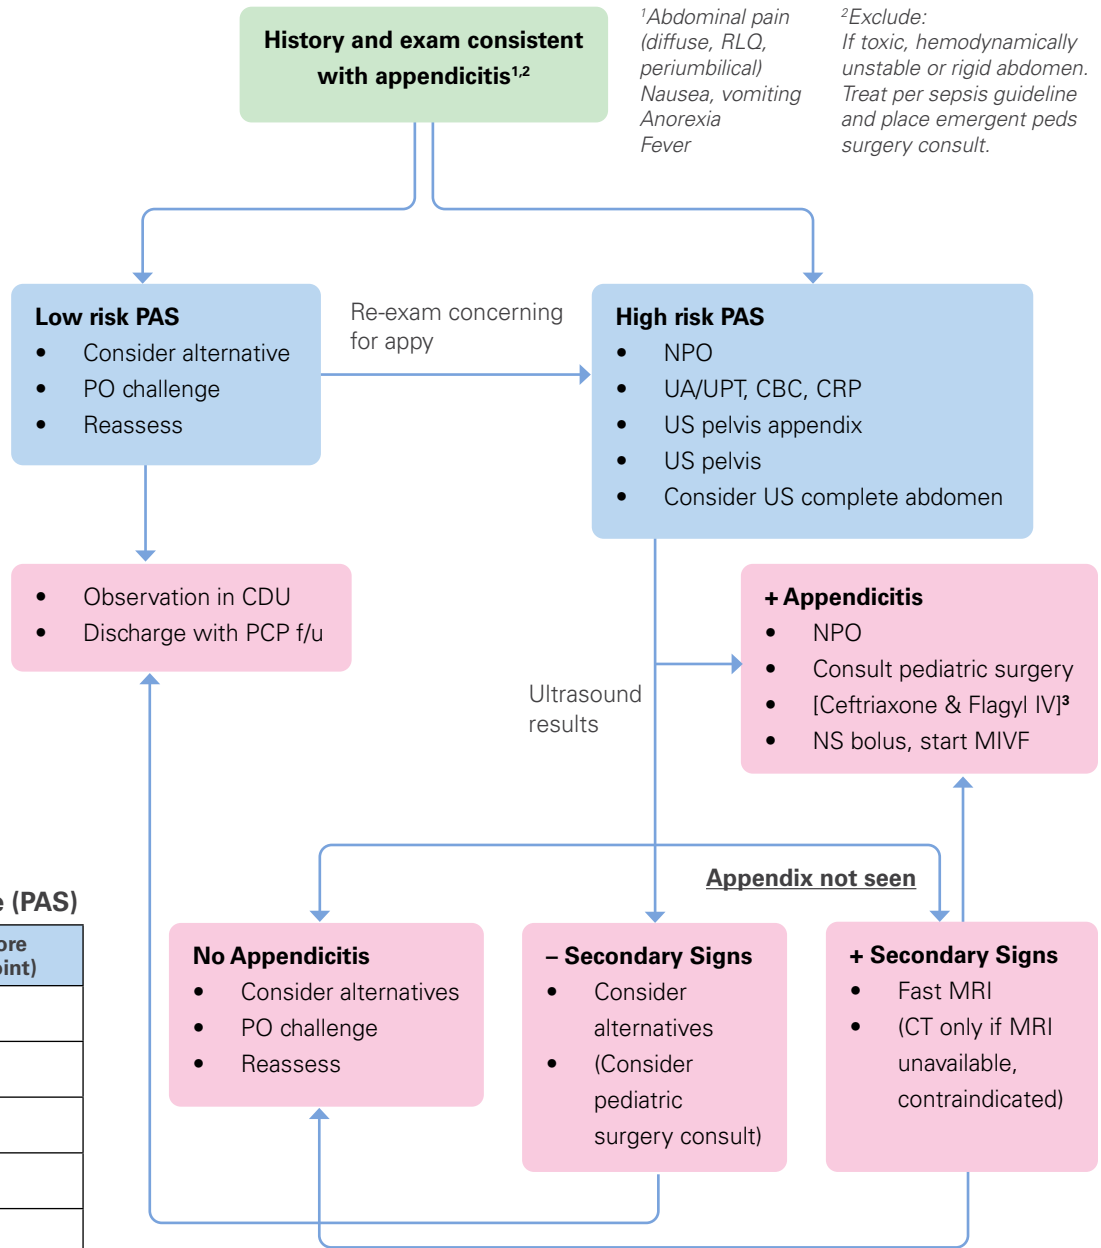 History and exam consistent
with appendicitis1,2
1Abdominal pain
(diffuse, RLQ,
periumbilical)
Nausea, vomiting
Anorexia
Fever
2Exclude:
If toxic, hemodynamically
unstable or rigid abdomen.
Treat per sepsis guideline
and place emergent peds
surgery consult.
Low risk PAS
• Consider alternative
• PO challenge
• Reassess
Re-exam concerning
for appy
High risk PAS
• NPO
• UA/UPT, CBC, CRP
• US pelvis appendix
• US pelvis
• Consider US complete abdomen
• Observation in CDU
• Discharge with PCP f/u
+ Appendicitis
• NPO
• Consult pediatric surgery
• [Ceftriaxone & Flagyl IV]3
• NS bolus, start MIVF
Ultrasound
results
Appendix not seen
No Appendicitis
• Consider alternatives
• PO challenge
• Reassess
– Secondary Signs
• Consider
alternatives
• (Consider
pediatric
surgery consult)
+ Secondary Signs
• Fast MRI
• (CT only if MRI
unavailable,
contraindicated)
e (PAS)
ore
oint)